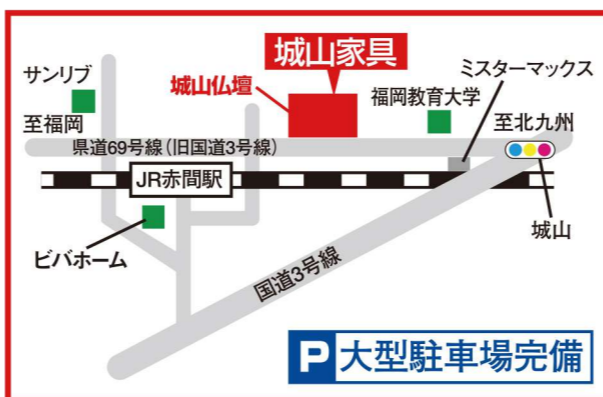 城山家具
ミスターマックス
サンリブ
城山仏壇
福岡教育大学
至福岡
至北九州
県道69号線(旧国道3号線)
JR赤間駅
城山
ビバホーム
国道3号線
P 大型駐車場完備